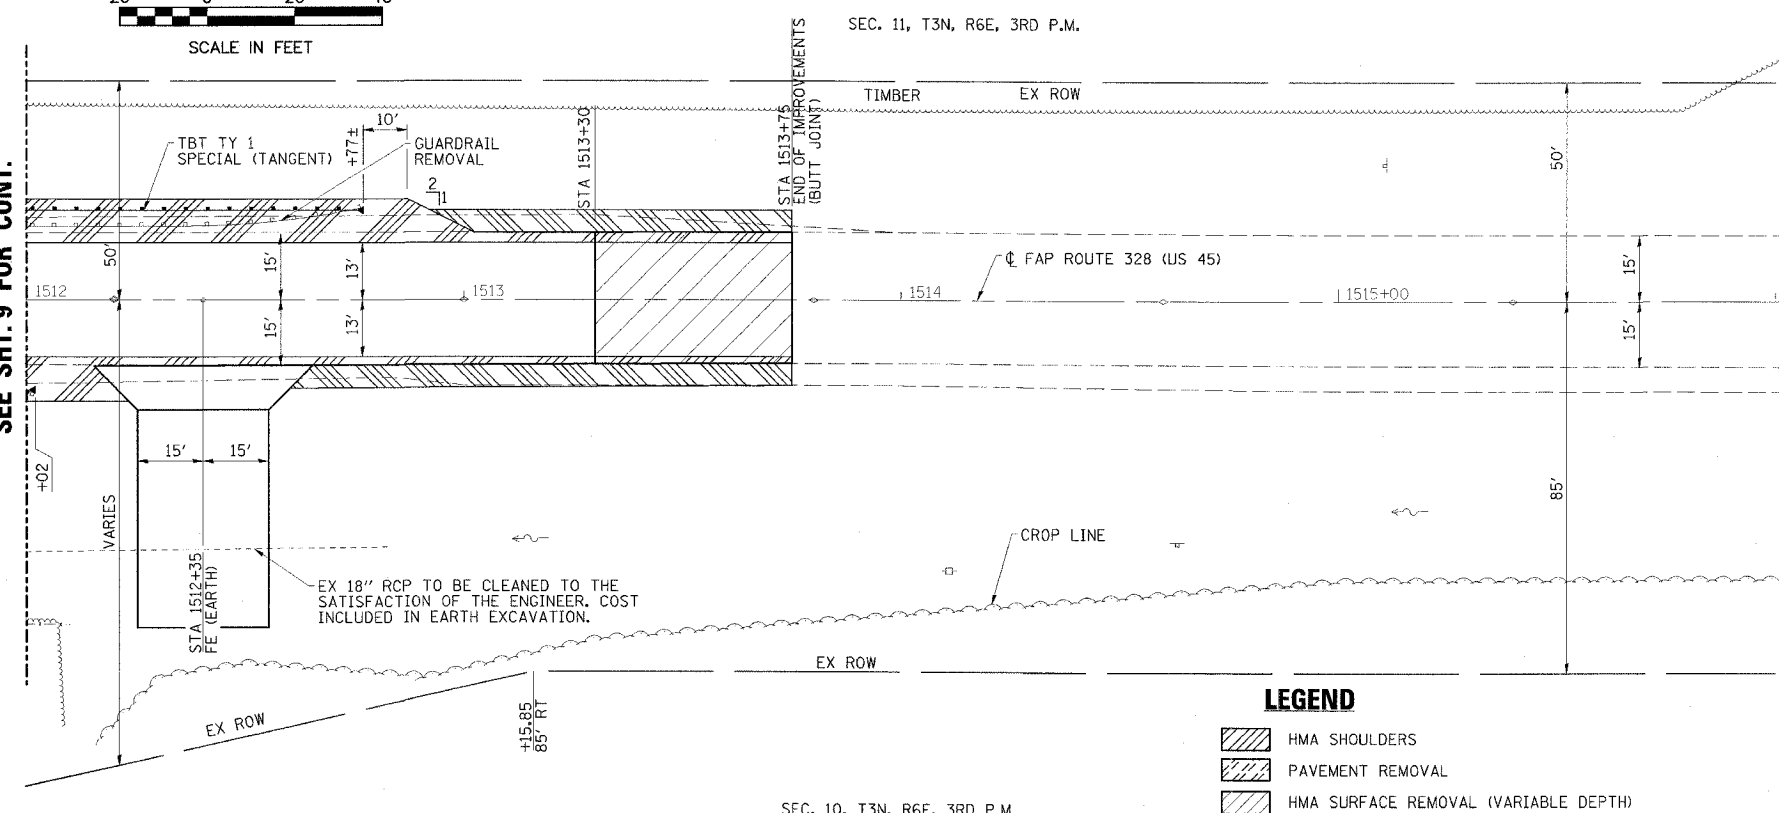 20 0 20 40
SCALE IN FEET
SEC. 11, T3N, R6E, 3RD P.M.
SEE SHT. 9 FOR CONT.
TIMBER
EX ROW
TBT TY 1
SPECIAL (TANGENT)
+77±
10'
GUARDRAIL
REMOVAL
2
1
STA 1513+30
STA 1513+75
END OF IMPROVEMENTS
(BUTT JOINT)
50'
50'
15'
13'
15'
13'
15'
15'
1512
1513
1514
1515+00
℄ FAP ROUTE 328 (US 45)
+02
15'
15'
VARIES
STA 1512+35
FE (EARTH)
EX 18" RCP TO BE CLEANED TO THE
SATISFACTION OF THE ENGINEER. COST
INCLUDED IN EARTH EXCAVATION.
CROP LINE
85'
EX ROW
EX ROW
+15.85
85' RT
LEGEND
HMA SHOULDERS
PAVEMENT REMOVAL
HMA SURFACE REMOVAL (VARIABLE DEPTH)
SEC. 10, T3N, R6E, 3RD P.M.